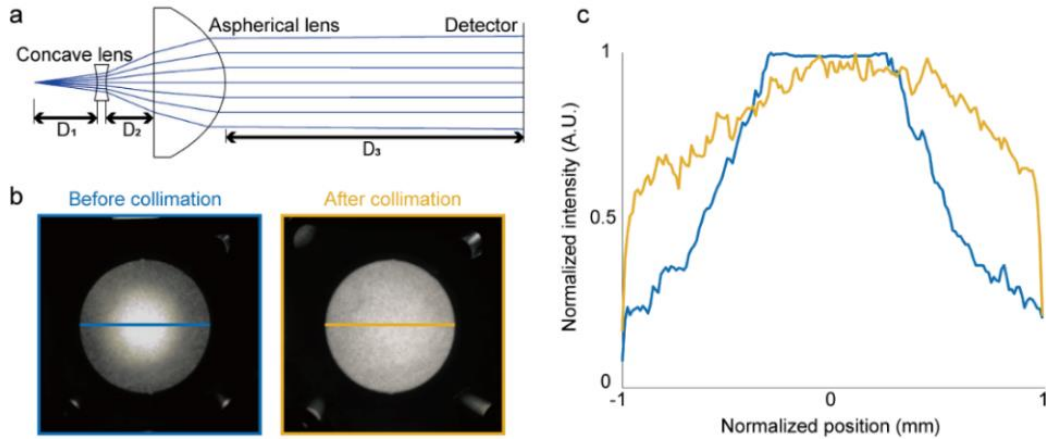 a
Concave lens
Aspherical lens
Detector
D₁
D₂
D₃
b
Before collimation
After collimation
c
Normalized intensity (A.U.)
1
0.5
0
-1
0
1
Normalized position (mm)